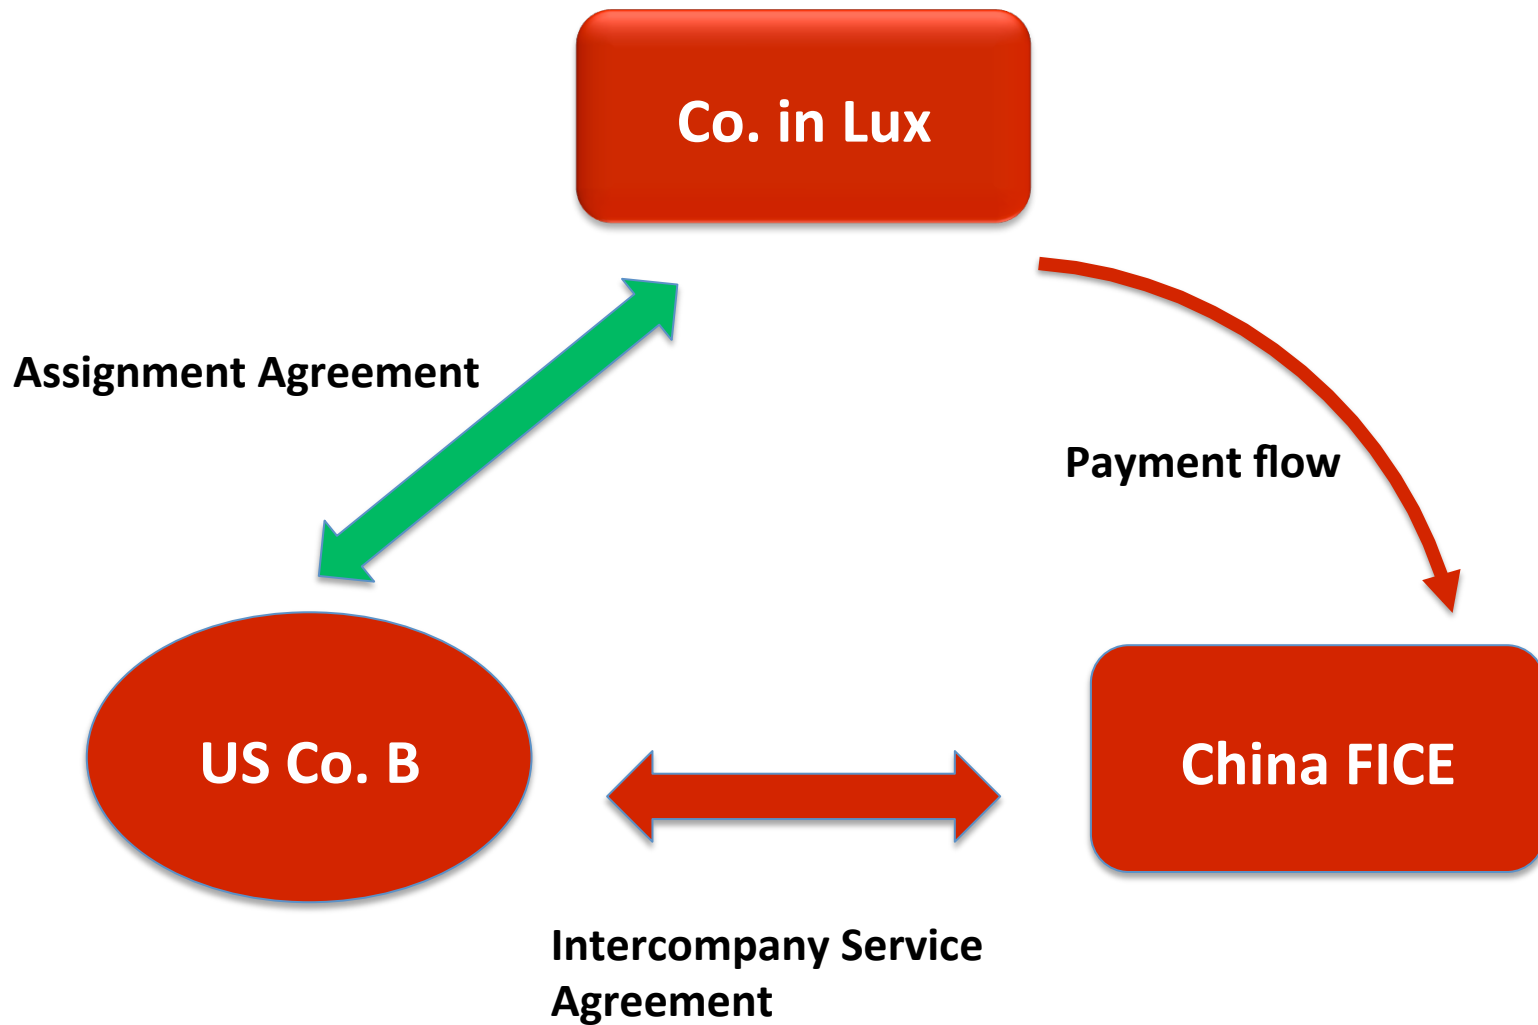 Co. in Lux
Assignment Agreement
Payment flow
US Co. B
China FICE
Intercompany Service
Agreement